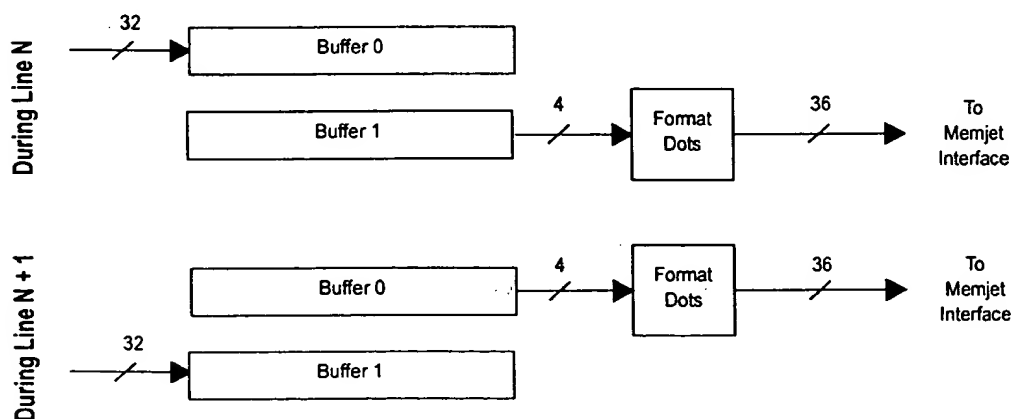 During Line N
32
Buffer 0
Buffer 1
4
Format
Dots
36
To
Memjet
Interface
During Line N + 1
Buffer 0
4
Format
Dots
36
To
Memjet
Interface
32
Buffer 1